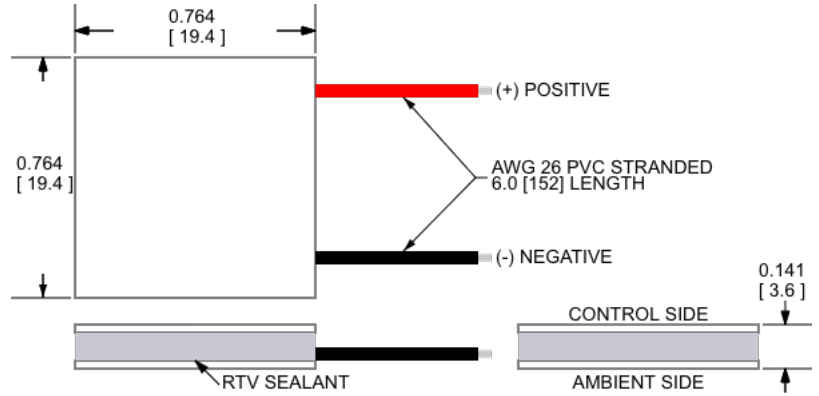 0.764
[ 19.4 ]
(+) POSITIVE
0.764
[ 19.4 ]
AWG 26 PVC STRANDED
6.0 [152] LENGTH
(-) NEGATIVE
0.141
[ 3.6 ]
CONTROL SIDE
RTV SEALANT
AMBIENT SIDE